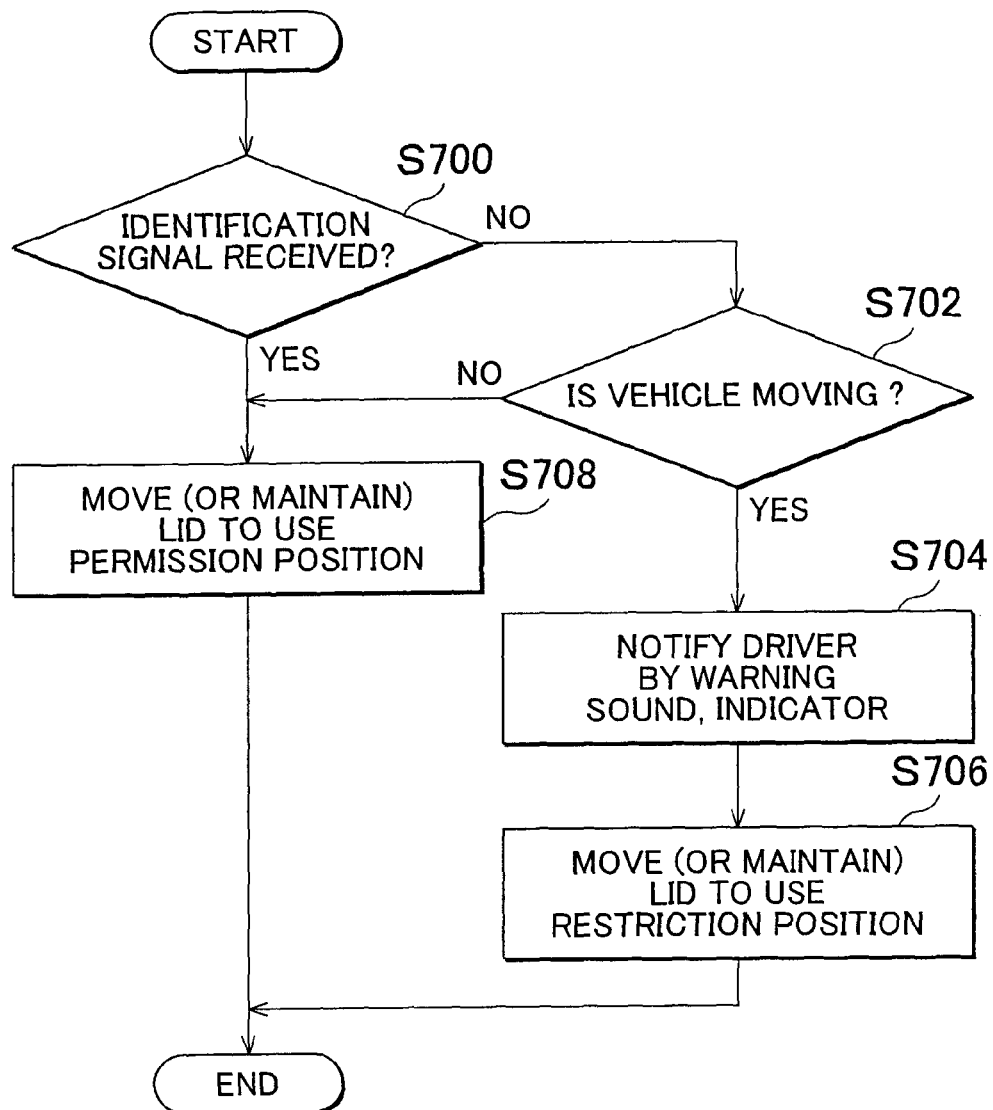 START
S700
IDENTIFICATION
SIGNAL RECEIVED?
NO
YES
S702
IS VEHICLE MOVING ?
NO
YES
S708
MOVE (OR MAINTAIN)
LID TO USE
PERMISSION POSITION
S704
NOTIFY DRIVER
BY WARNING
SOUND, INDICATOR
S706
MOVE (OR MAINTAIN)
LID TO USE
RESTRICTION POSITION
END